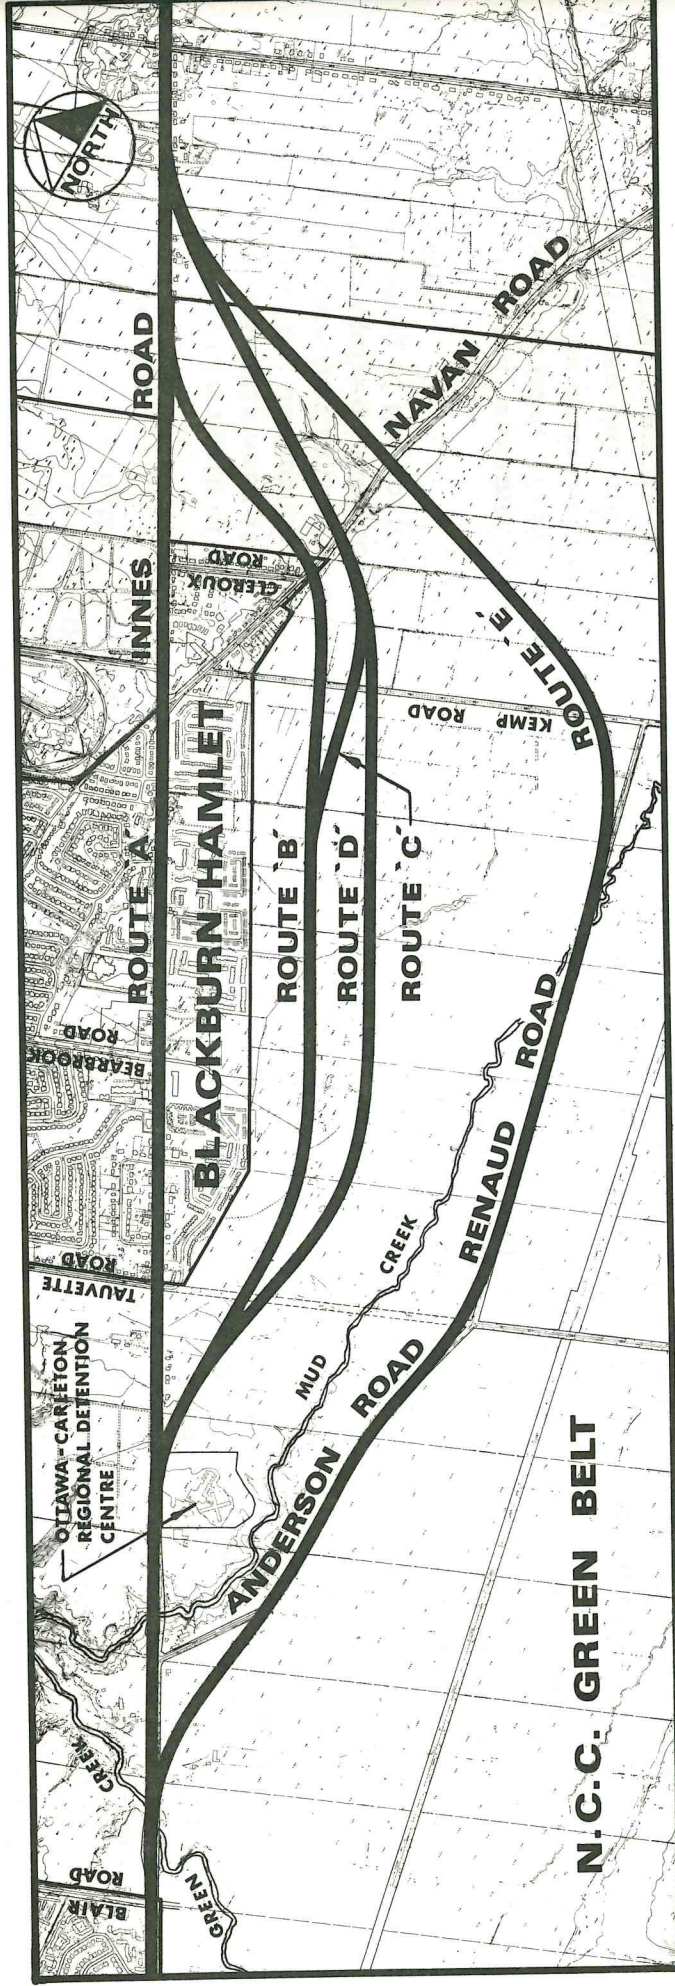 NORTH
BLAIR
ROAD
GREEN
CREEK
OTTAWA-CARLETON
REGIONAL DETENTION
CENTRE
TAUVETTE
ROAD
BEARBROOK
ROAD
ROUTE 'A'
INNES
ROAD
BLACKBURN HAMLET
CLEROUX
ROAD
ROUTE 'B'
ROUTE 'D'
ROUTE 'C'
KEMP ROAD
NAVAN ROAD
ROUTE 'E'
MUD CREEK
ANDERSON ROAD
RENAUD ROAD
N.C.C. GREEN BELT